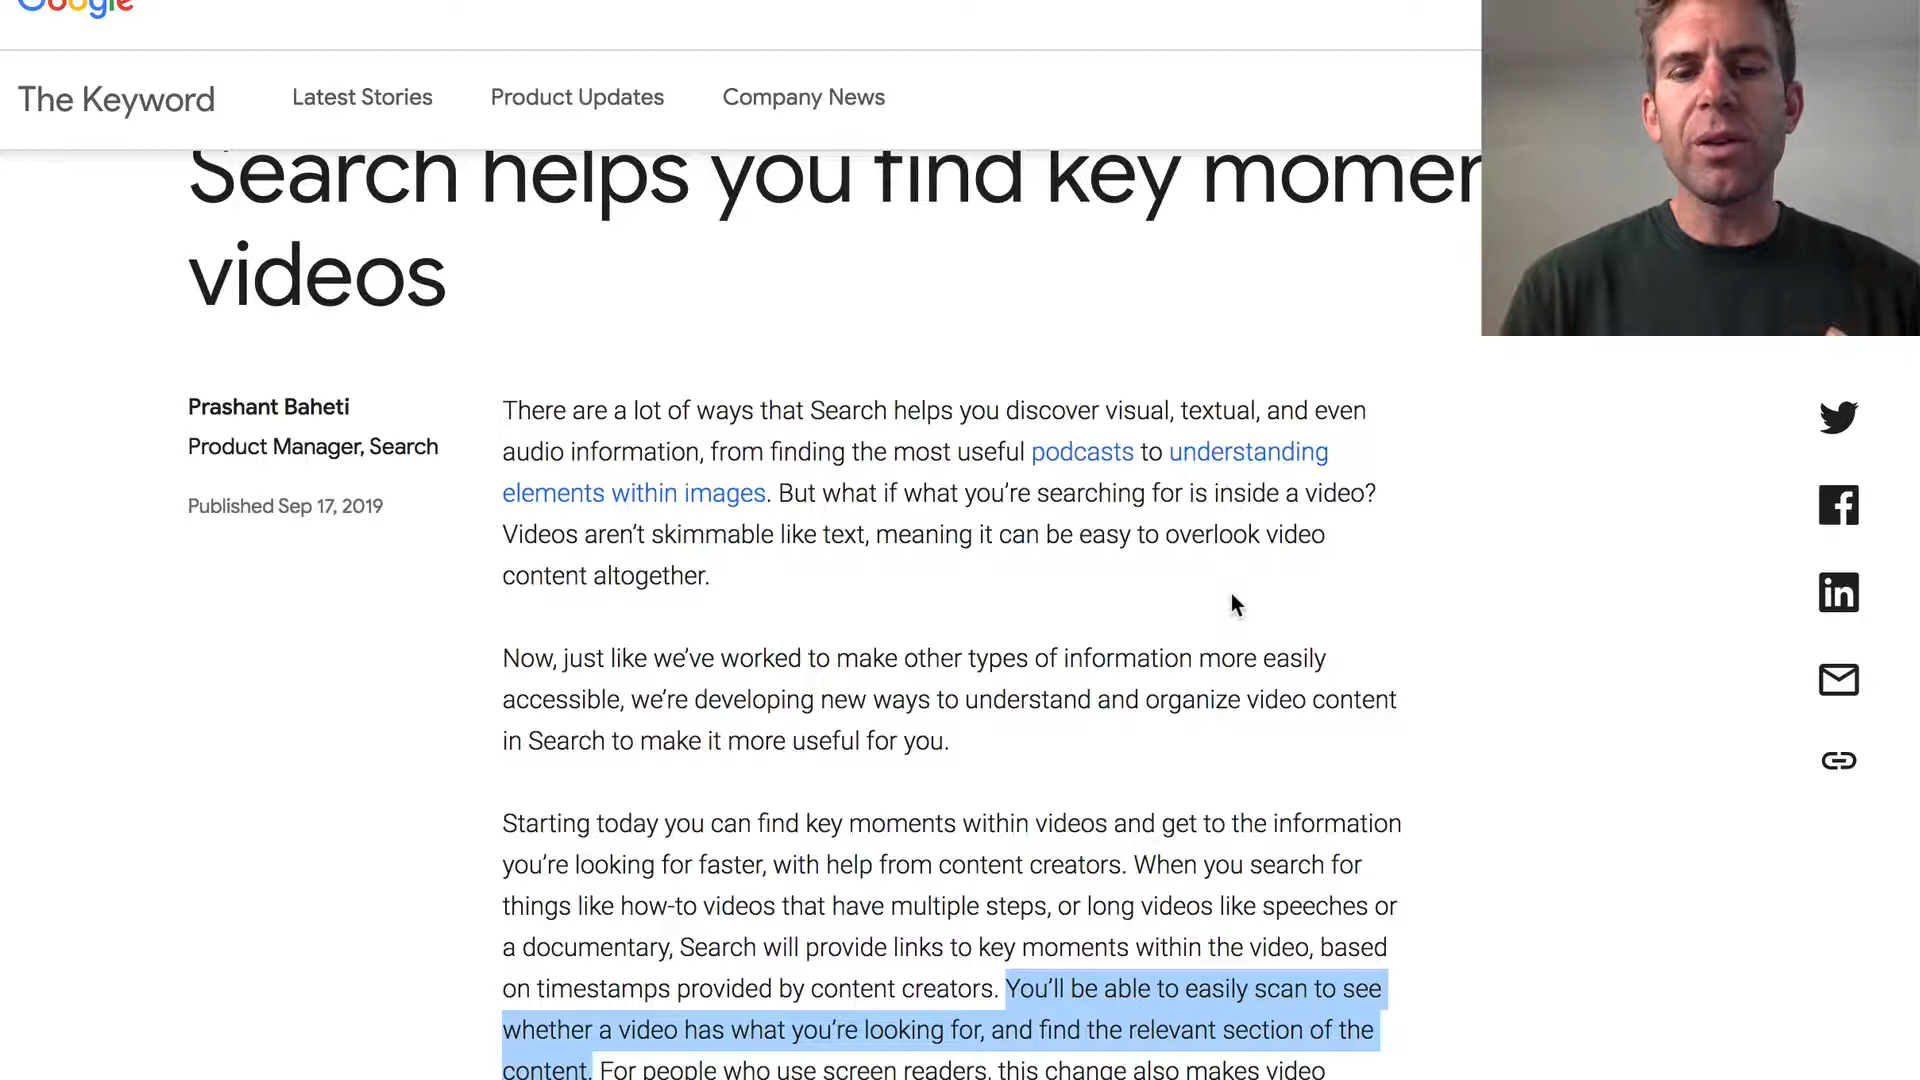 Google
The Keyword Latest Stories Product Updates Company News
Search helps you find key momen
videos
Prashant Baheti
Product Manager, Search
Published Sep 17, 2019
There are a lot of ways that Search helps you discover visual, textual, and even
audio information, from finding the most useful podcasts to understanding
elements within images. But what if what you’re searching for is inside a video?
Videos aren’t skimmable like text, meaning it can be easy to overlook video
content altogether.
Now, just like we’ve worked to make other types of information more easily
accessible, we’re developing new ways to understand and organize video content
in Search to make it more useful for you.
Starting today you can find key moments within videos and get to the information
you’re looking for faster, with help from content creators. When you search for
things like how-to videos that have multiple steps, or long videos like speeches or
a documentary, Search will provide links to key moments within the video, based
on timestamps provided by content creators. You’ll be able to easily scan to see
whether a video has what you’re looking for, and find the relevant section of the
content. For people who use screen readers, this change also makes video